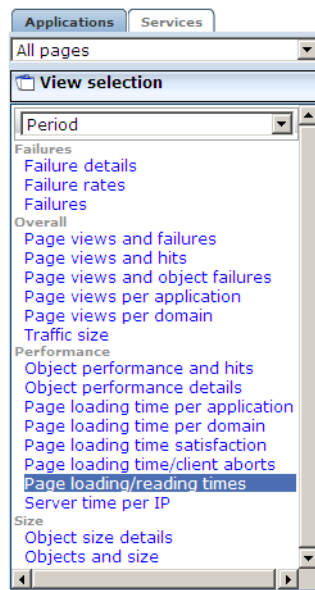 Applications Services
All pages
View selection
Period
Failures
Failure details
Failure rates
Failures
Overall
Page views and failures
Page views and hits
Page views and object failures
Page views per application
Page views per domain
Traffic size
Performance
Object performance and hits
Object performance details
Page loading time per application
Page loading time per domain
Page loading time satisfaction
Page loading time/client aborts
Page loading/reading times
Server time per IP
Size
Object size details
Objects and size